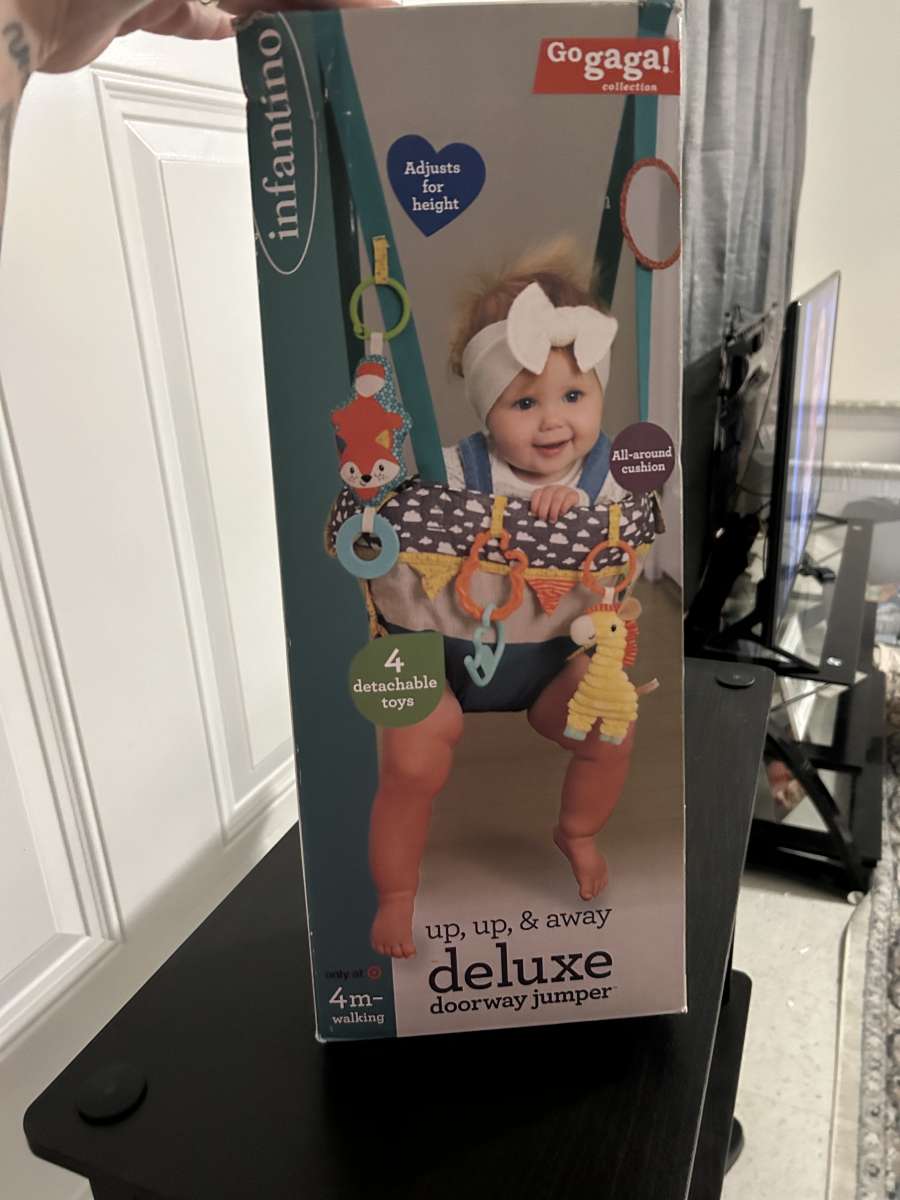 infantino
Go gaga!
collection
Adjusts
for
height
All-around
cushion
4
detachable
toys
up, up, & away
deluxe
doorway jumper™
only at
4m-
walking